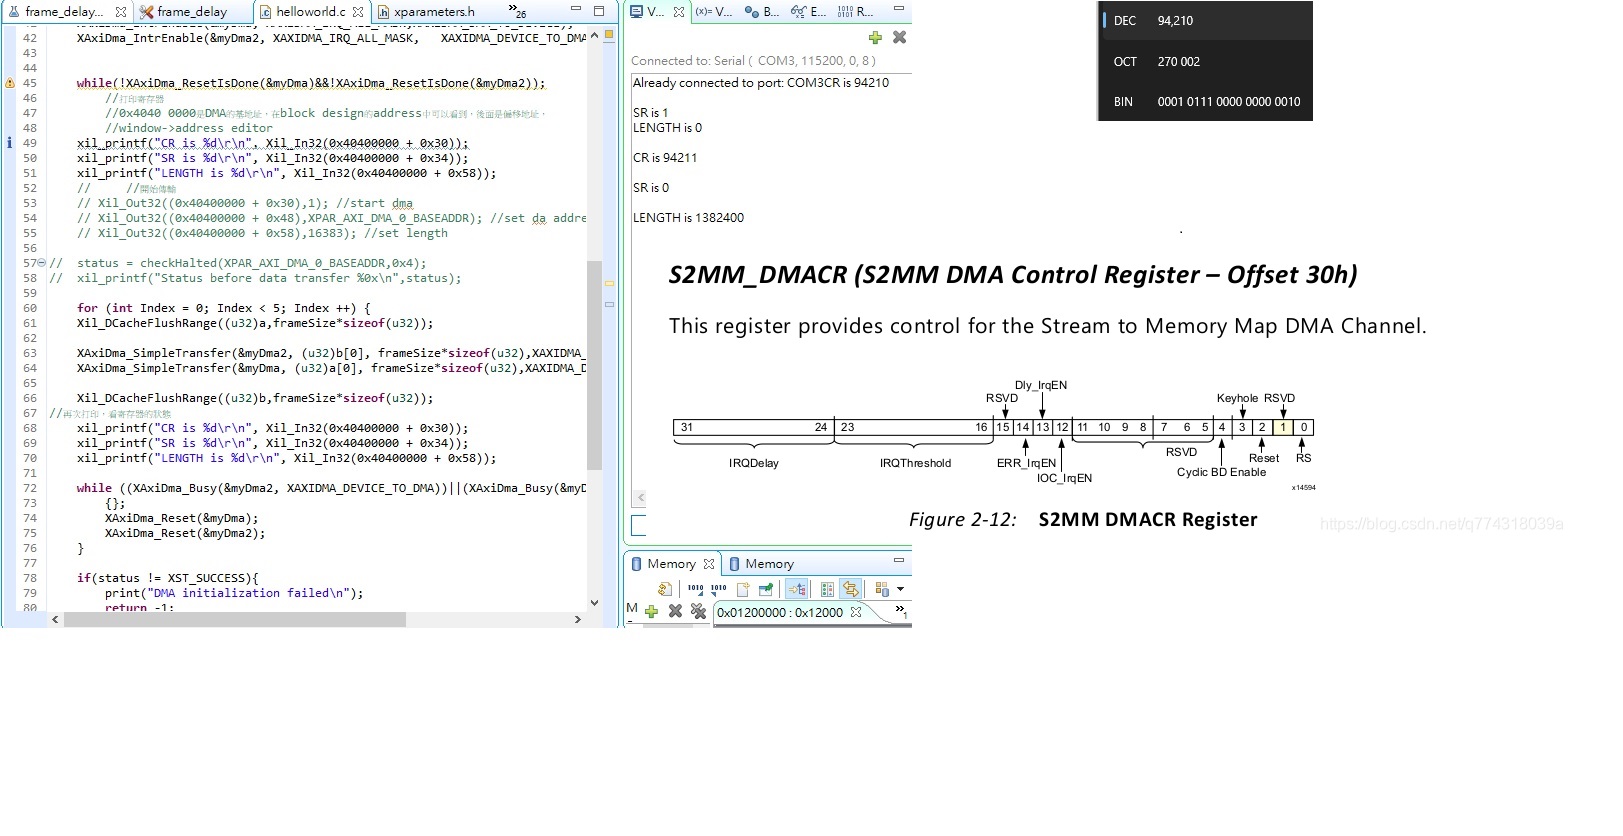 frame_delay...
frame_delay
helloworld.c
xparameters.h
»26
42 XAxiDma_IntrEnable(&myDma2, XAXIDMA_IRQ_ALL_MASK,   XAXIDMA_DEVICE_TO_DMA
43
44
45 while(!XAxiDma_ResetIsDone(&myDma)&&!XAxiDma_ResetIsDone(&myDma2));
46 //打印寄存器
47 //0x4040 0000是DMA的基地址，在block design的address中可以看到，後面是偏移地址，
48 //window->address editor
49 xil_printf("CR is %d\r\n", Xil_In32(0x40400000 + 0x30));
50 xil_printf("SR is %d\r\n", Xil_In32(0x40400000 + 0x34));
51 xil_printf("LENGTH is %d\r\n", Xil_In32(0x40400000 + 0x58));
52 //     //開始傳輸
53 // Xil_Out32((0x40400000 + 0x30),1); //start dma
54 // Xil_Out32((0x40400000 + 0x48),XPAR_AXI_DMA_0_BASEADDR); //set da addre
55 // Xil_Out32((0x40400000 + 0x58),16383); //set length
56
57 //  status = checkHalted(XPAR_AXI_DMA_0_BASEADDR,0x4);
58 //  xil_printf("Status before data transfer %0x\n",status);
59
60 for (int Index = 0; Index < 5; Index ++) {
61 Xil_DCacheFlushRange((u32)a,frameSize*sizeof(u32));
62
63 XAxiDma_SimpleTransfer(&myDma2, (u32)b[0], frameSize*sizeof(u32),XAXIDMA_
64 XAxiDma_SimpleTransfer(&myDma, (u32)a[0], frameSize*sizeof(u32),XAXIDMA_D
65
66 Xil_DCacheFlushRange((u32)b,frameSize*sizeof(u32));
67 //再次打印，看寄存器的狀態
68 xil_printf("CR is %d\r\n", Xil_In32(0x40400000 + 0x30));
69 xil_printf("SR is %d\r\n", Xil_In32(0x40400000 + 0x34));
70 xil_printf("LENGTH is %d\r\n", Xil_In32(0x40400000 + 0x58));
71
72 while ((XAxiDma_Busy(&myDma2, XAXIDMA_DEVICE_TO_DMA))||(XAxiDma_Busy(&myD
73 {};
74 XAxiDma_Reset(&myDma);
75 XAxiDma_Reset(&myDma2);
76 }
77
78 if(status != XST_SUCCESS){
79 print("DMA initialization failed\n");
80 return -1;
V...
(x)= V...
B...
E...
R...
Connected to: Serial ( COM3, 115200, 0, 8 )
Already connected to port: COM3CR is 94210
SR is 1
LENGTH is 0
CR is 94211
SR is 0
LENGTH is 1382400
DEC 94,210
OCT 270 002
BIN 0001 0111 0000 0000 0010
S2MM_DMACR (S2MM DMA Control Register – Offset 30h)
This register provides control for the Stream to Memory Map DMA Channel.
Dly_IrqEN
RSVD
Keyhole RSVD
31 24 23 16 15 14 13 12 11 10 9 8 7 6 5 4 3 2 1 0
IRQDelay
IRQThreshold
ERR_IrqEN
IOC_IrqEN
RSVD
Cyclic BD Enable
Reset
RS
x14594
Figure 2-12: S2MM DMACR Register
https://blog.csdn.net/q774318039a
Memory
Memory
M
0x01200000 : 0x12000
»1